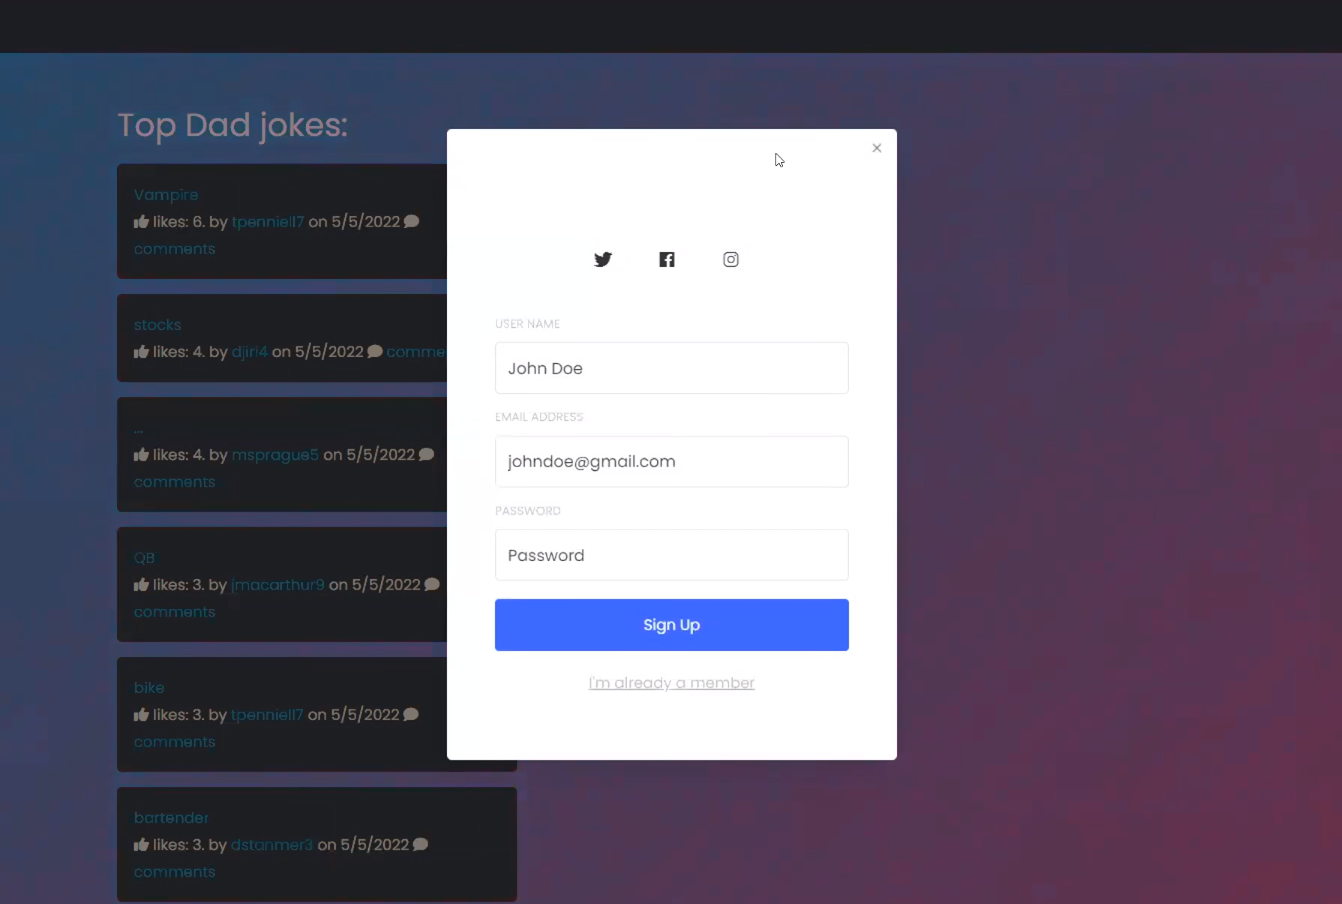 Top Dad jokes:
Vampire
likes: 6. by tpenniell7 on 5/5/2022
comments
stocks
likes: 4. by djirl4 on 5/5/2022 comme
...
likes: 4. by msprague5 on 5/5/2022
comments
QB
likes: 3. by jmacarthur9 on 5/5/2022
comments
bike
likes: 3. by tpenniell7 on 5/5/2022
comments
bartender
likes: 3. by dstanmer3 on 5/5/2022
comments
×
USER NAME
John Doe
EMAIL ADDRESS
johndoe@gmail.com
PASSWORD
Password
Sign Up
I'm already a member